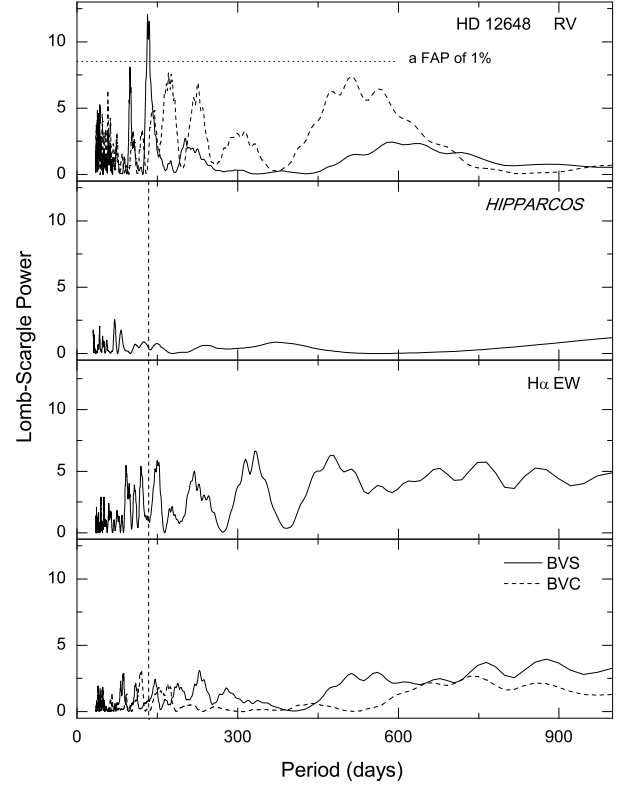 HD 12648 RV
a FAP of 1%
10
5
0
HIPPARCOS
10
5
0
Hα EW
10
5
0
BVS
BVC
10
5
0
0 300 600 900
Lomb-Scargle Power
Period (days)